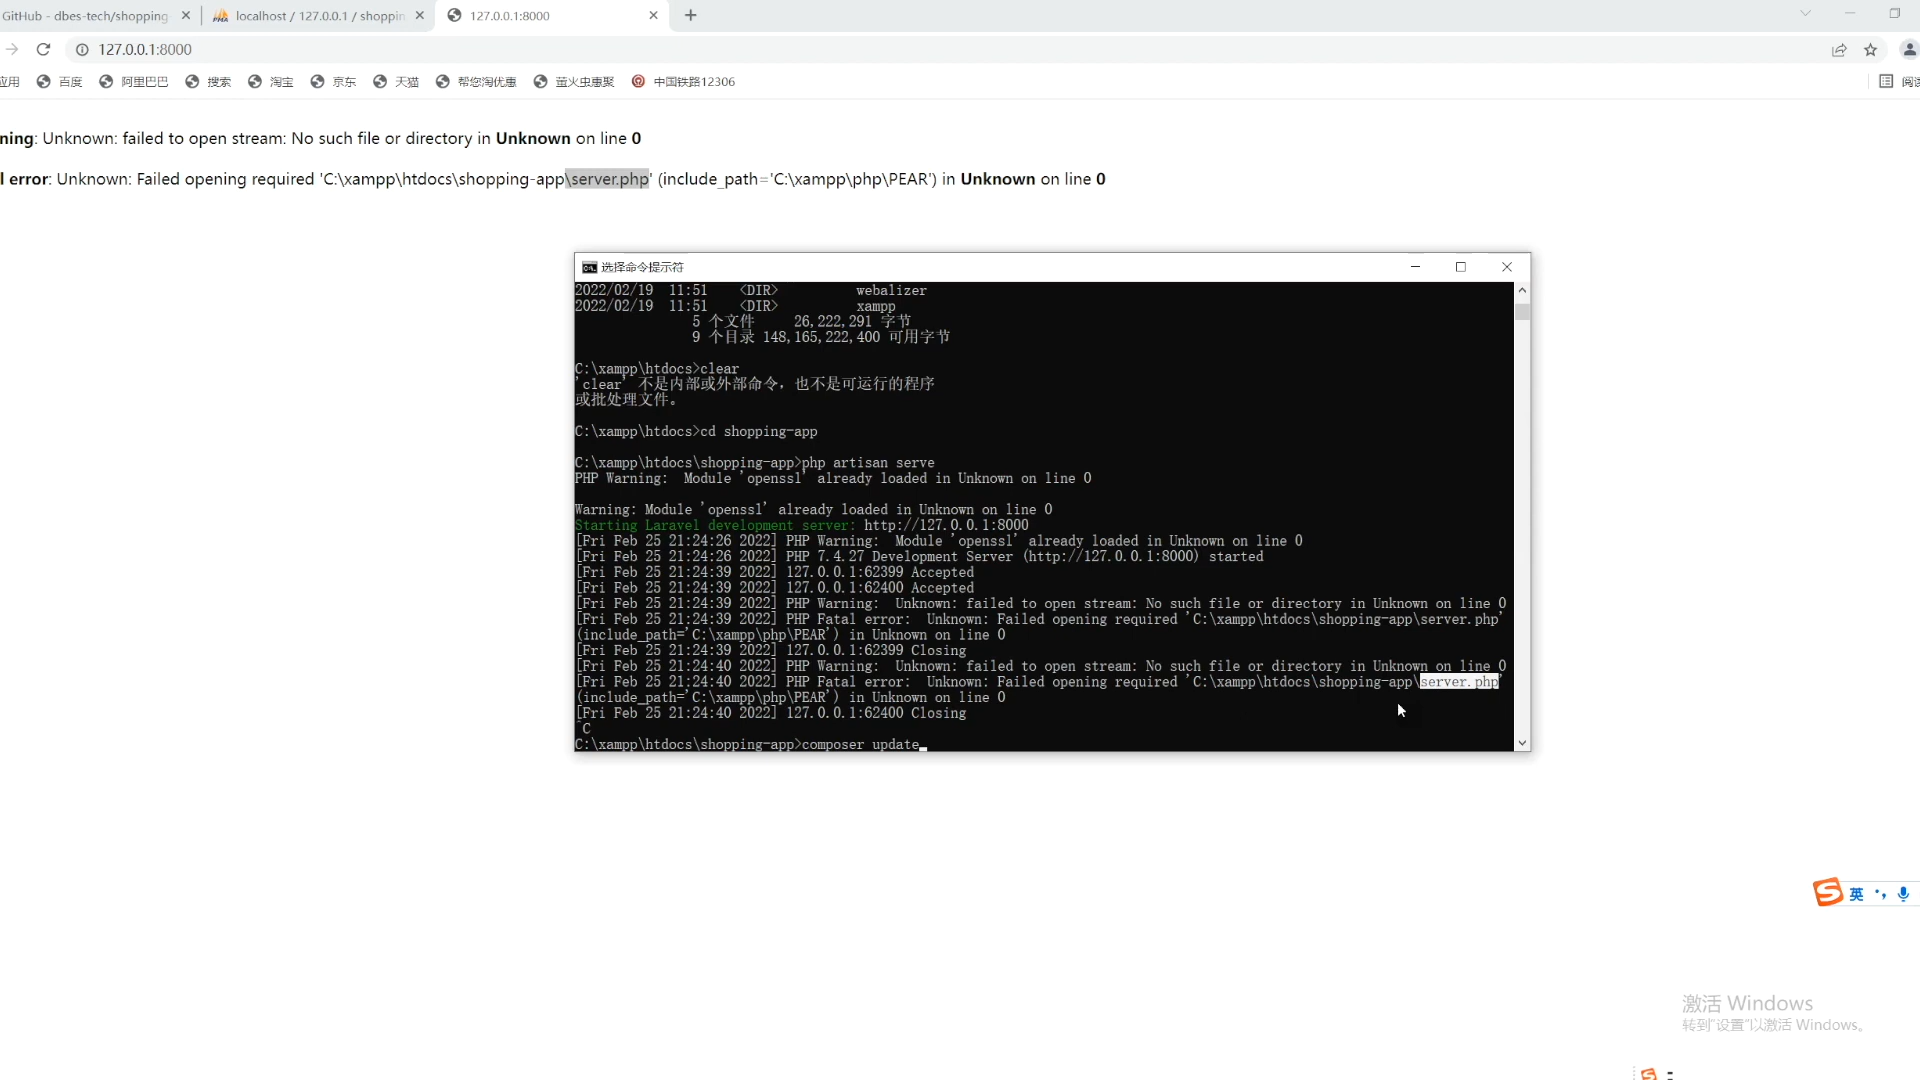 GitHub - dbes-tech/shopping
localhost / 127.0.0.1 / shoppin
127.0.0.1:8000
127.0.0.1:8000
应用 百度 阿里巴巴 搜索 淘宝 京东 天猫 帮您淘优惠 萤火虫惠聚 中国铁路12306 阅读
ning: Unknown: failed to open stream: No such file or directory in Unknown on line 0
l error: Unknown: Failed opening required 'C:\xampp\htdocs\shopping-app\server.php' (include_path='C:\xampp\php\PEAR') in Unknown on line 0
选择命令提示符
2022/02/19 11:51 <DIR> webalizer
2022/02/19 11:51 <DIR> xampp
5 个文件 26,222,291 字节
9 个目录 148,165,222,400 可用字节
C:\xampp\htdocs>clear
'clear' 不是内部或外部命令，也不是可运行的程序
或批处理文件。
C:\xampp\htdocs>cd shopping-app
C:\xampp\htdocs\shopping-app>php artisan serve
PHP Warning: Module 'openssl' already loaded in Unknown on line 0
Warning: Module 'openssl' already loaded in Unknown on line 0
Starting Laravel development server: http://127.0.0.1:8000
[Fri Feb 25 21:24:26 2022] PHP Warning: Module 'openssl' already loaded in Unknown on line 0
[Fri Feb 25 21:24:26 2022] PHP 7.4.27 Development Server (http://127.0.0.1:8000) started
[Fri Feb 25 21:24:39 2022] 127.0.0.1:62399 Accepted
[Fri Feb 25 21:24:39 2022] 127.0.0.1:62400 Accepted
[Fri Feb 25 21:24:39 2022] PHP Warning: Unknown: failed to open stream: No such file or directory in Unknown on line 0
[Fri Feb 25 21:24:39 2022] PHP Fatal error: Unknown: Failed opening required 'C:\xampp\htdocs\shopping-app\server.php'
(include_path='C:\xampp\php\PEAR') in Unknown on line 0
[Fri Feb 25 21:24:39 2022] 127.0.0.1:62399 Closing
[Fri Feb 25 21:24:40 2022] PHP Warning: Unknown: failed to open stream: No such file or directory in Unknown on line 0
[Fri Feb 25 21:24:40 2022] PHP Fatal error: Unknown: Failed opening required 'C:\xampp\htdocs\shopping-app\server.php'
(include_path='C:\xampp\php\PEAR') in Unknown on line 0
[Fri Feb 25 21:24:40 2022] 127.0.0.1:62400 Closing
^C
C:\xampp\htdocs\shopping-app>composer update_
英
激活 Windows
转到"设置"以激活 Windows。